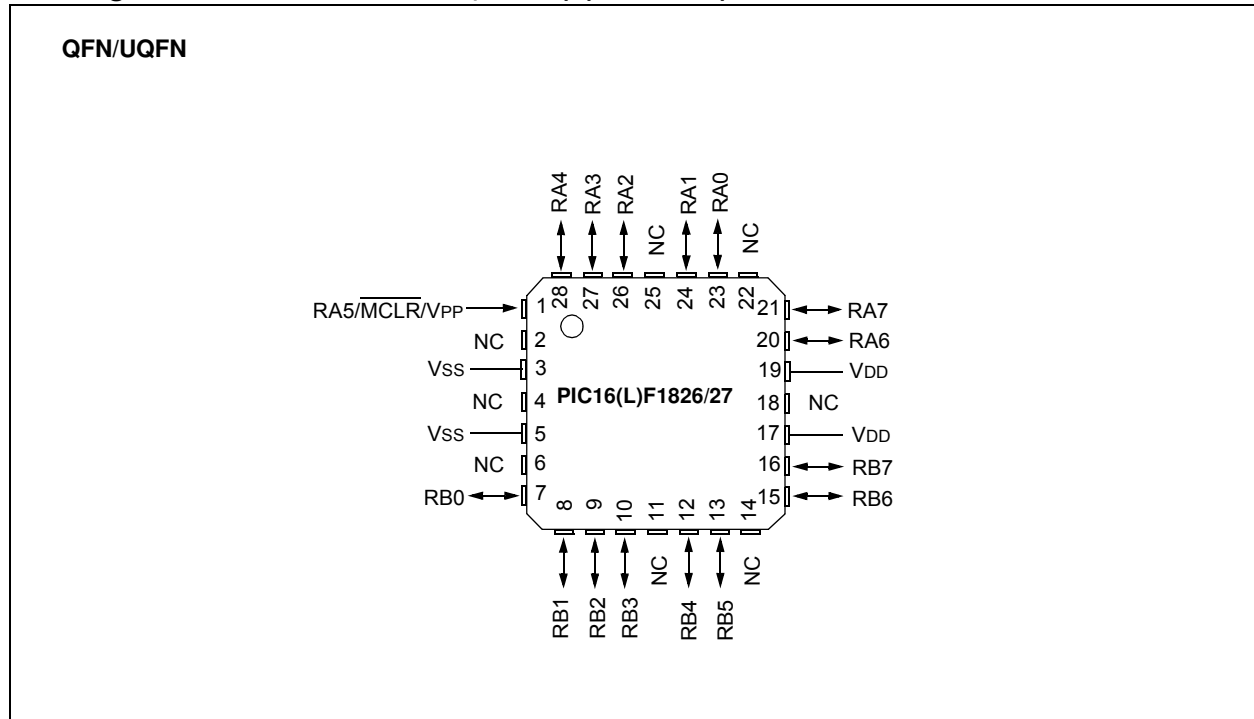 QFN/UQFN
RA4
RA3
RA2
NC
RA1
RA0
NC
28
27
26
25
24
23
22
RA5/MCLR/VPP
1
21
RA7
NC
2
20
RA6
VSS
3
19
VDD
NC
4
PIC16(L)F1826/27
18
NC
VSS
5
17
VDD
NC
6
16
RB7
RB0
7
15
RB6
8
9
10
11
12
13
14
RB1
RB2
RB3
NC
RB4
RB5
NC